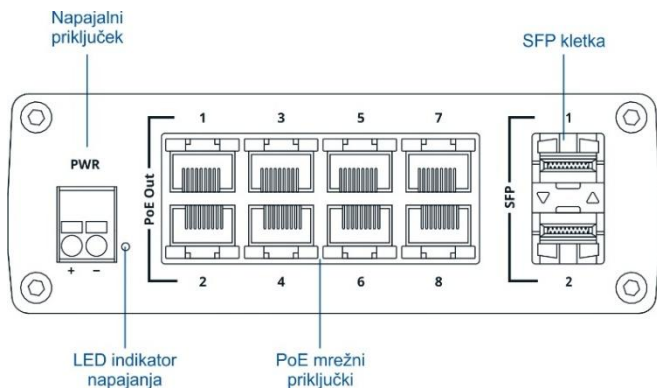 Napajalni
priključek
SFP kletka
1 3 5 7 1
PWR
PoE Out
SFP
+ −
2 4 6 8 2
LED indikator
napajanja
PoE mrežni
priključki